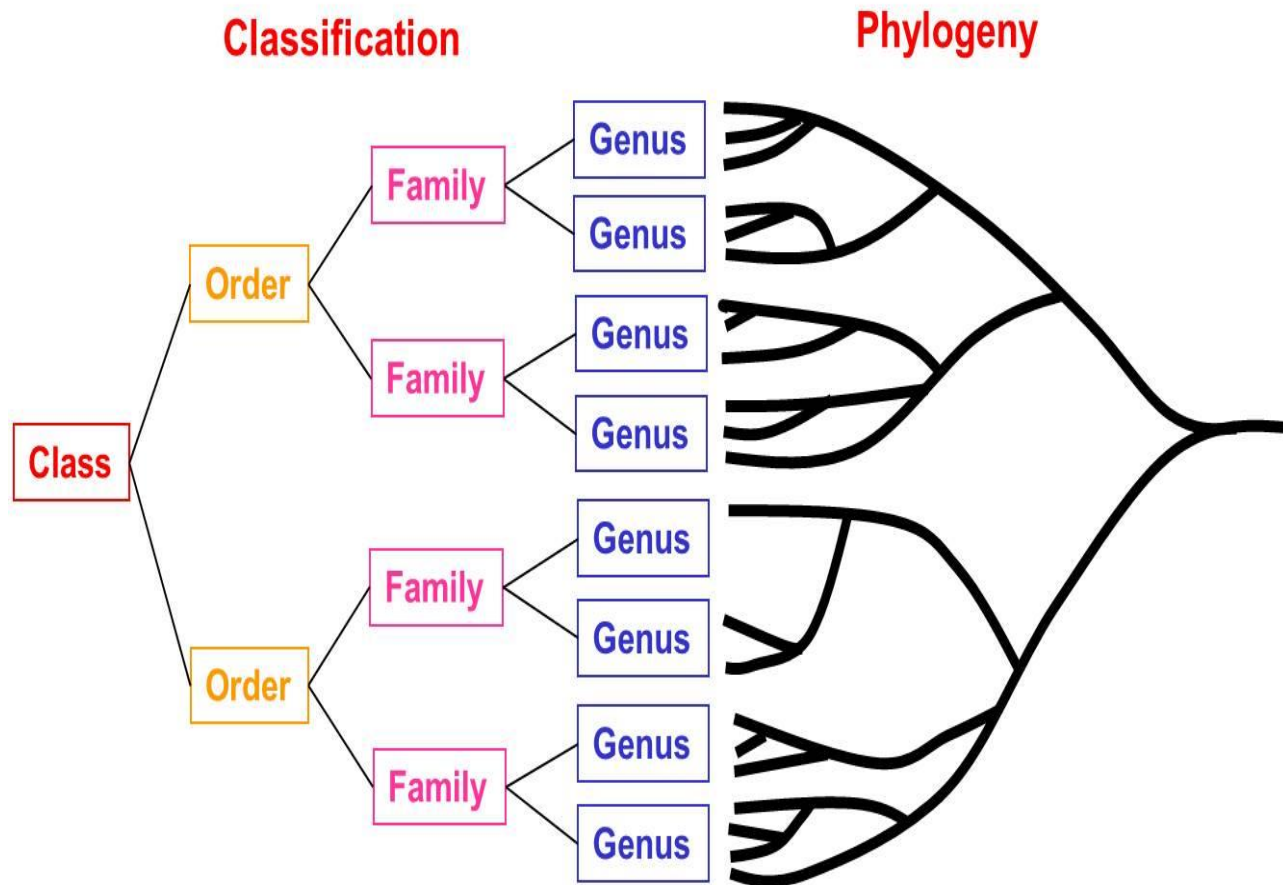 Classification
Phylogeny
Genus
Family
Genus
Order
Genus
Family
Genus
Class
Genus
Family
Genus
Order
Genus
Family
Genus